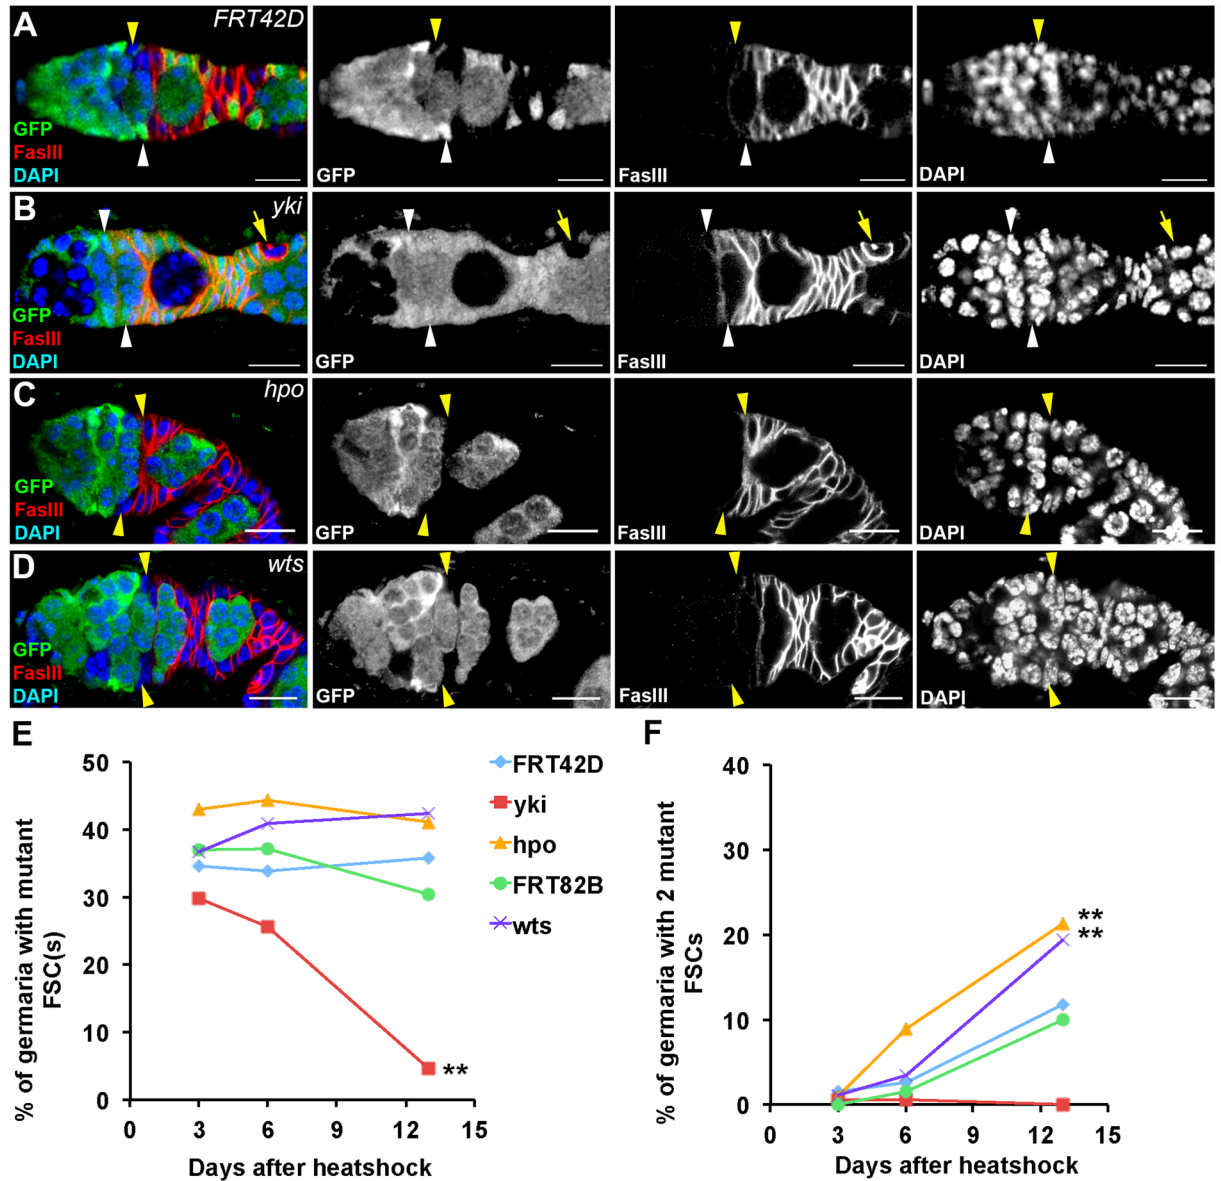 A
FRT42D
GFP
FasIII
DAPI
GFP
FasIII
DAPI
B
yki
GFP
FasIII
DAPI
GFP
FasIII
DAPI
C
hpo
GFP
FasIII
DAPI
GFP
FasIII
DAPI
D
wts
GFP
FasIII
DAPI
GFP
FasIII
DAPI
E
% of germaria with mutant
FSC(s)
50
40
30
20
10
0
0 3 6 9 12 15
Days after heatshock
**
FRT42D
yki
hpo
FRT82B
wts
F
% of germaria with 2 mutant
FSCs
40
30
20
10
0
0 3 6 9 12 15
Days after heatshock
**
**